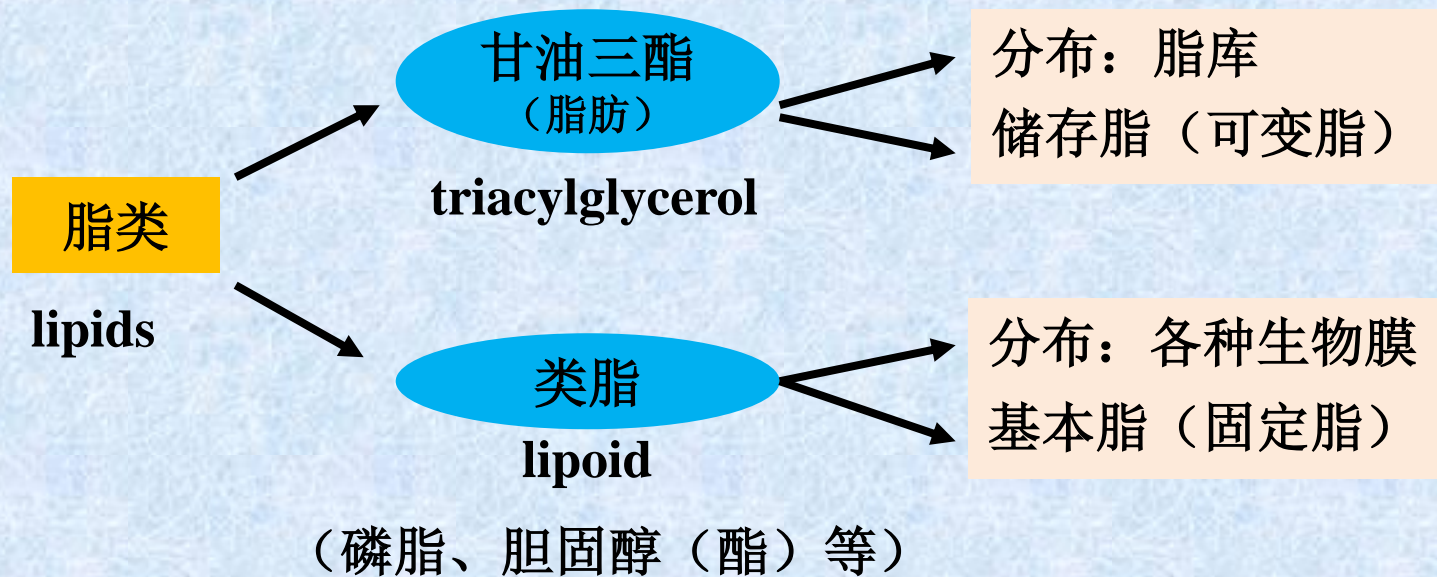 脂类
lipids
甘油三酯
（脂肪）
triacylglycerol
分布：脂库
储存脂（可变脂）
类脂
lipoid
（磷脂、胆固醇（酯）等）
分布：各种生物膜
基本脂（固定脂）